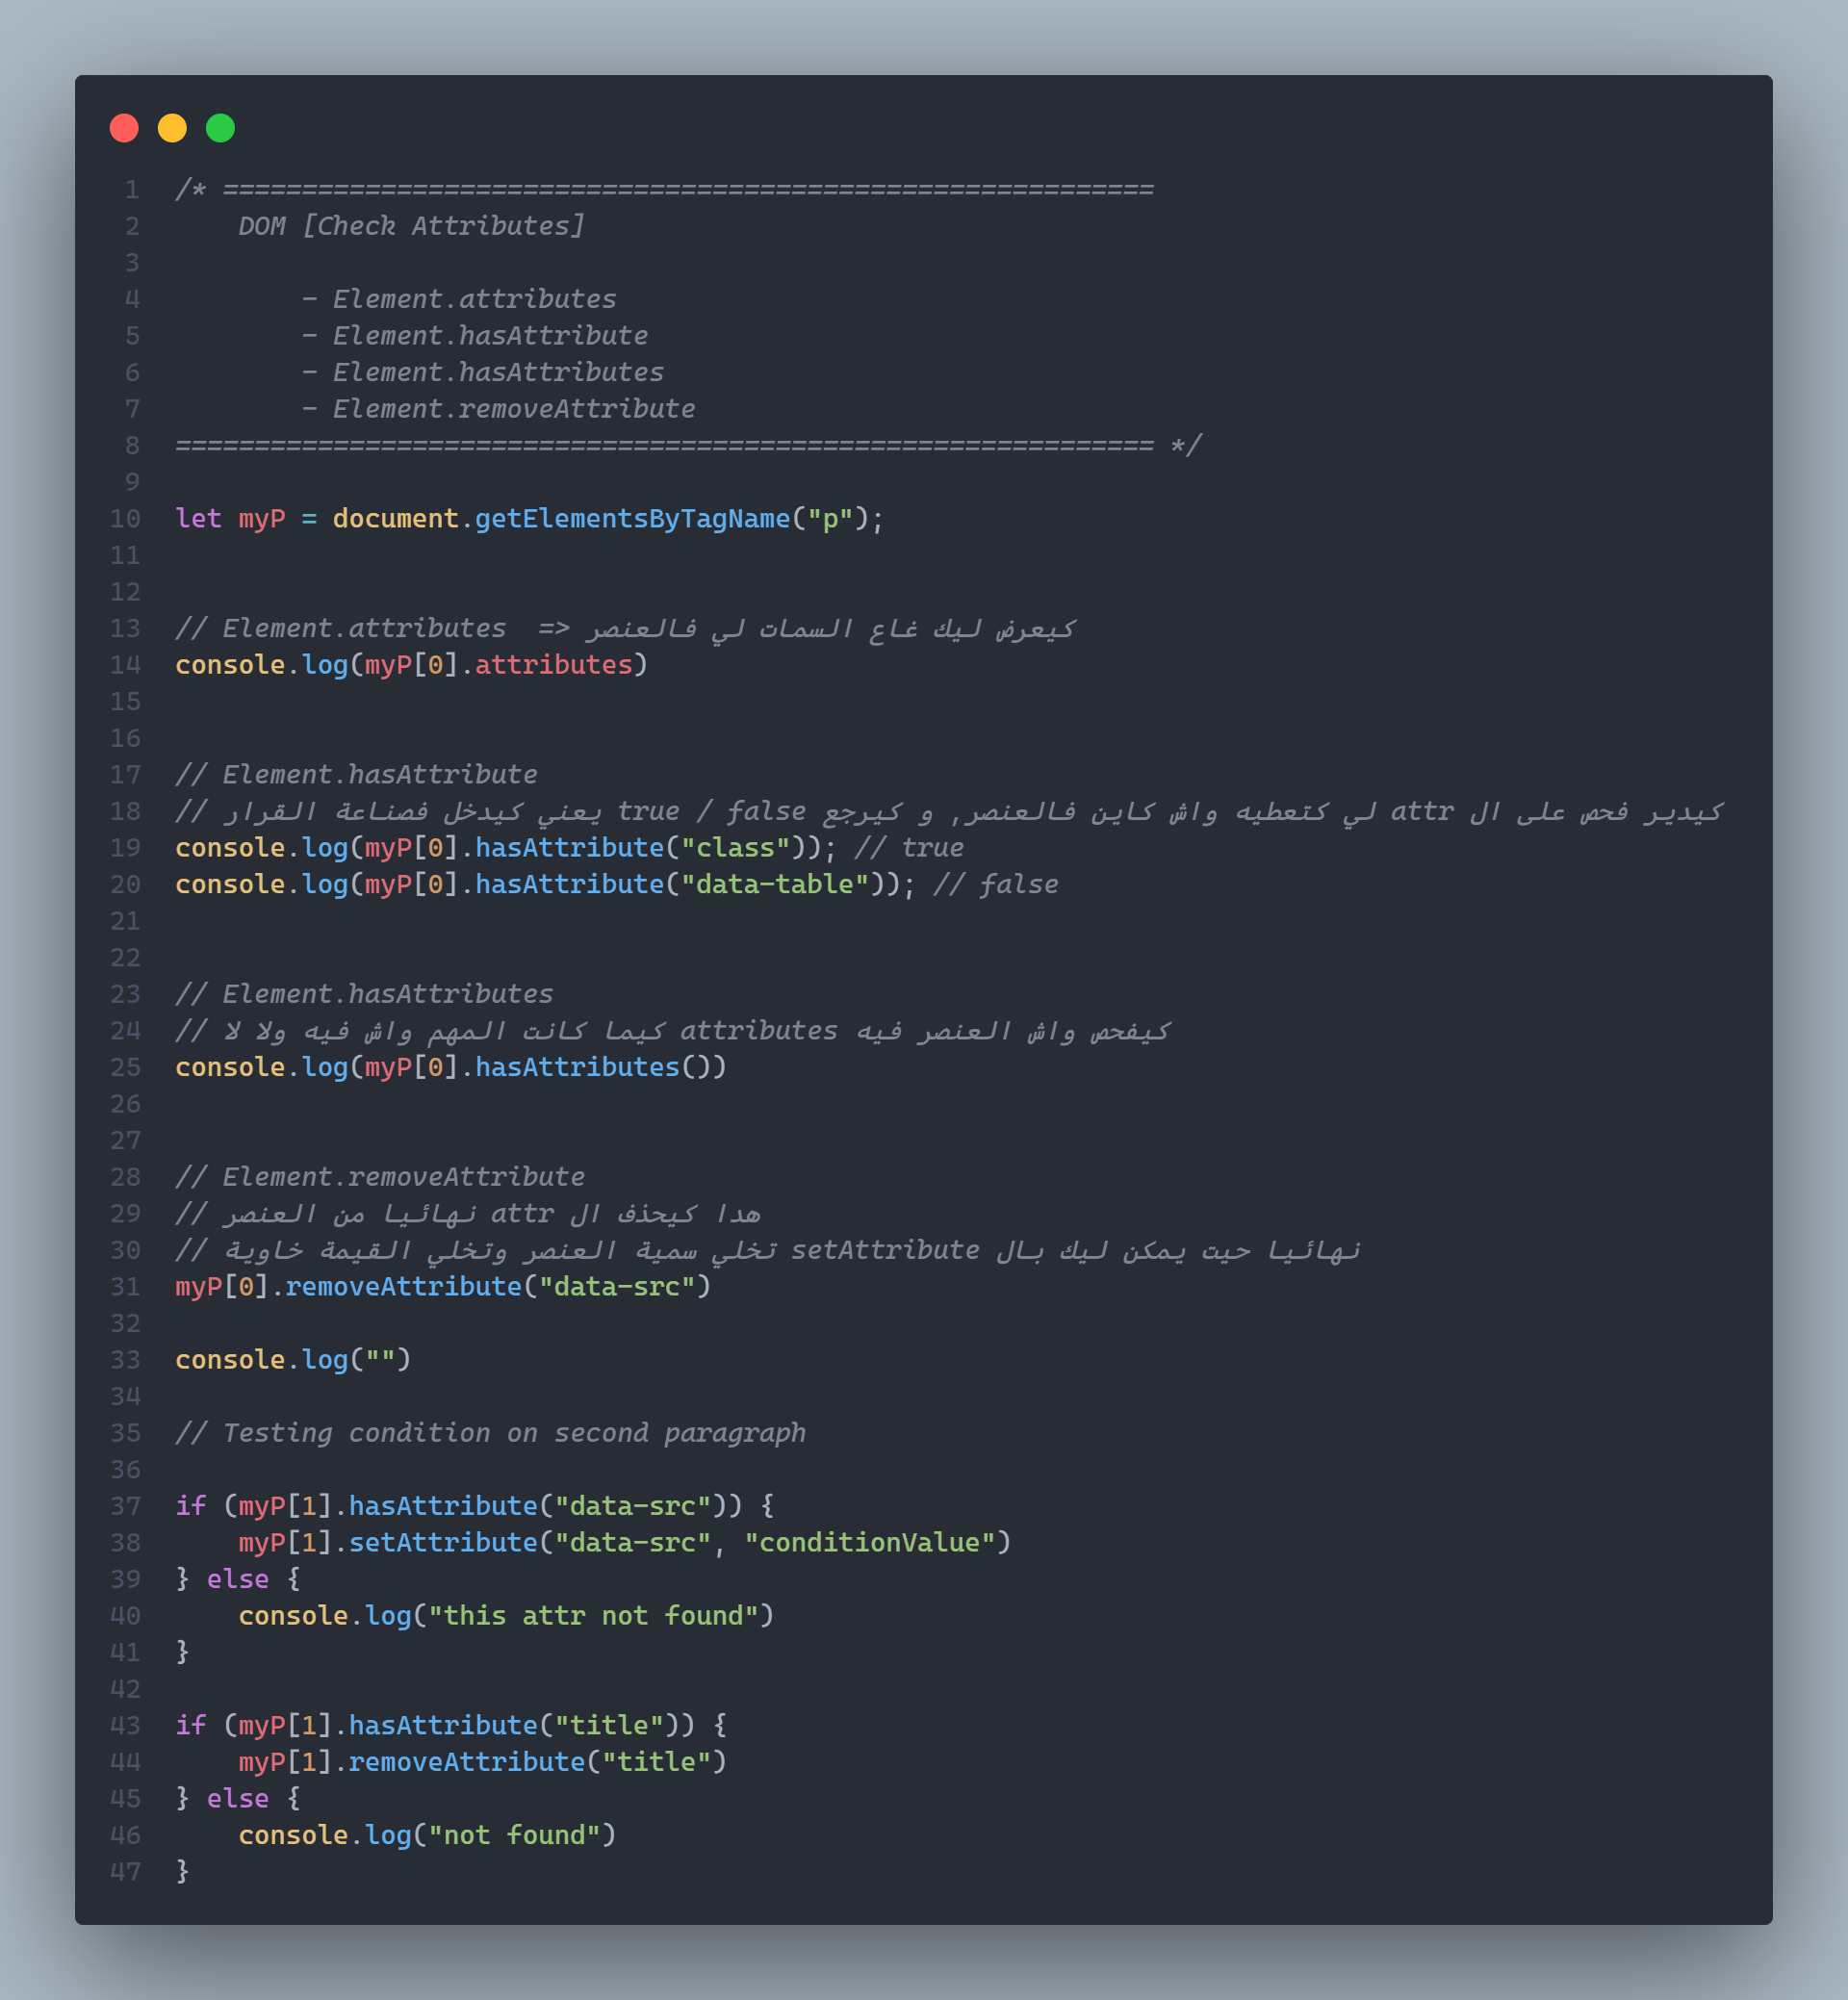 1 /* ===========================================================
2     DOM [Check Attributes]
3
4         - Element.attributes
5         - Element.hasAttribute
6         - Element.hasAttributes
7         - Element.removeAttribute
8 ============================================================== */
9
10 let myP = document.getElementsByTagName("p");
11
12
13 // Element.attributes  => كيعرض ليك غاع السمات لي فالعنصر
14 console.log(myP[0].attributes)
15
16
17 // Element.hasAttribute
18 // كيدير فحص على ال attr لي كتعطيه واش كاين فالعنصر, و كيرجع true / false يعني كيدخل فصناعة القرار
19 console.log(myP[0].hasAttribute("class")); // true
20 console.log(myP[0].hasAttribute("data-table")); // false
21
22
23 // Element.hasAttributes
24 // كيفحص واش العنصر فيه attributes كيما كانت المهم واش فيه ولا لا
25 console.log(myP[0].hasAttributes())
26
27
28 // Element.removeAttribute
29 // هدا كيحذف ال attr نهائيا من العنصر
30 // نهائيا حيت يمكن ليك بال setAttribute تخلي سمية العنصر وتخلي القيمة خاوية
31 myP[0].removeAttribute("data-src")
32
33 console.log("")
34
35 // Testing condition on second paragraph
36
37 if (myP[1].hasAttribute("data-src")) {
38     myP[1].setAttribute("data-src", "conditionValue")
39 } else {
40     console.log("this attr not found")
41 }
42
43 if (myP[1].hasAttribute("title")) {
44     myP[1].removeAttribute("title")
45 } else {
46     console.log("not found")
47 }